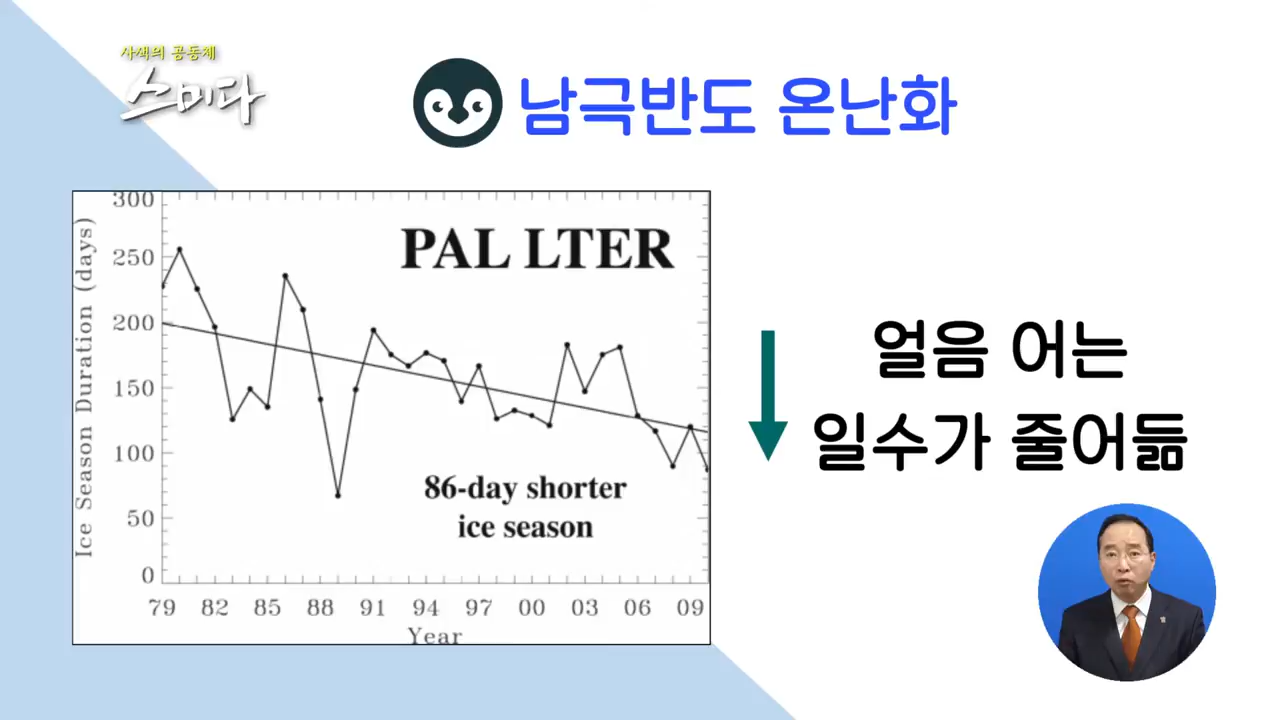 사색의 공동체
스미다
남극반도 온난화
PAL LTER
Ice Season Duration (days)
300
250
200
150
100
50
0
86-day shorter
ice season
79 82 85 88 91 94 97 00 03 06 09
Year
얼음 어는
일수가 줄어듦